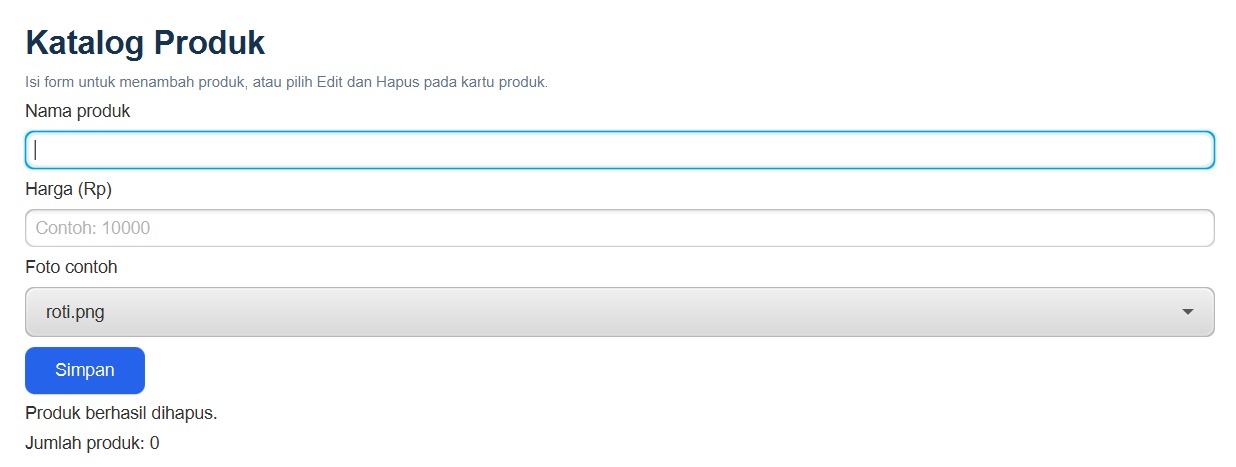 Katalog Produk
Isi form untuk menambah produk, atau pilih Edit dan Hapus pada kartu produk.
Nama produk
Harga (Rp)
Contoh: 10000
Foto contoh
roti.png
Simpan
Produk berhasil dihapus.
Jumlah produk: 0